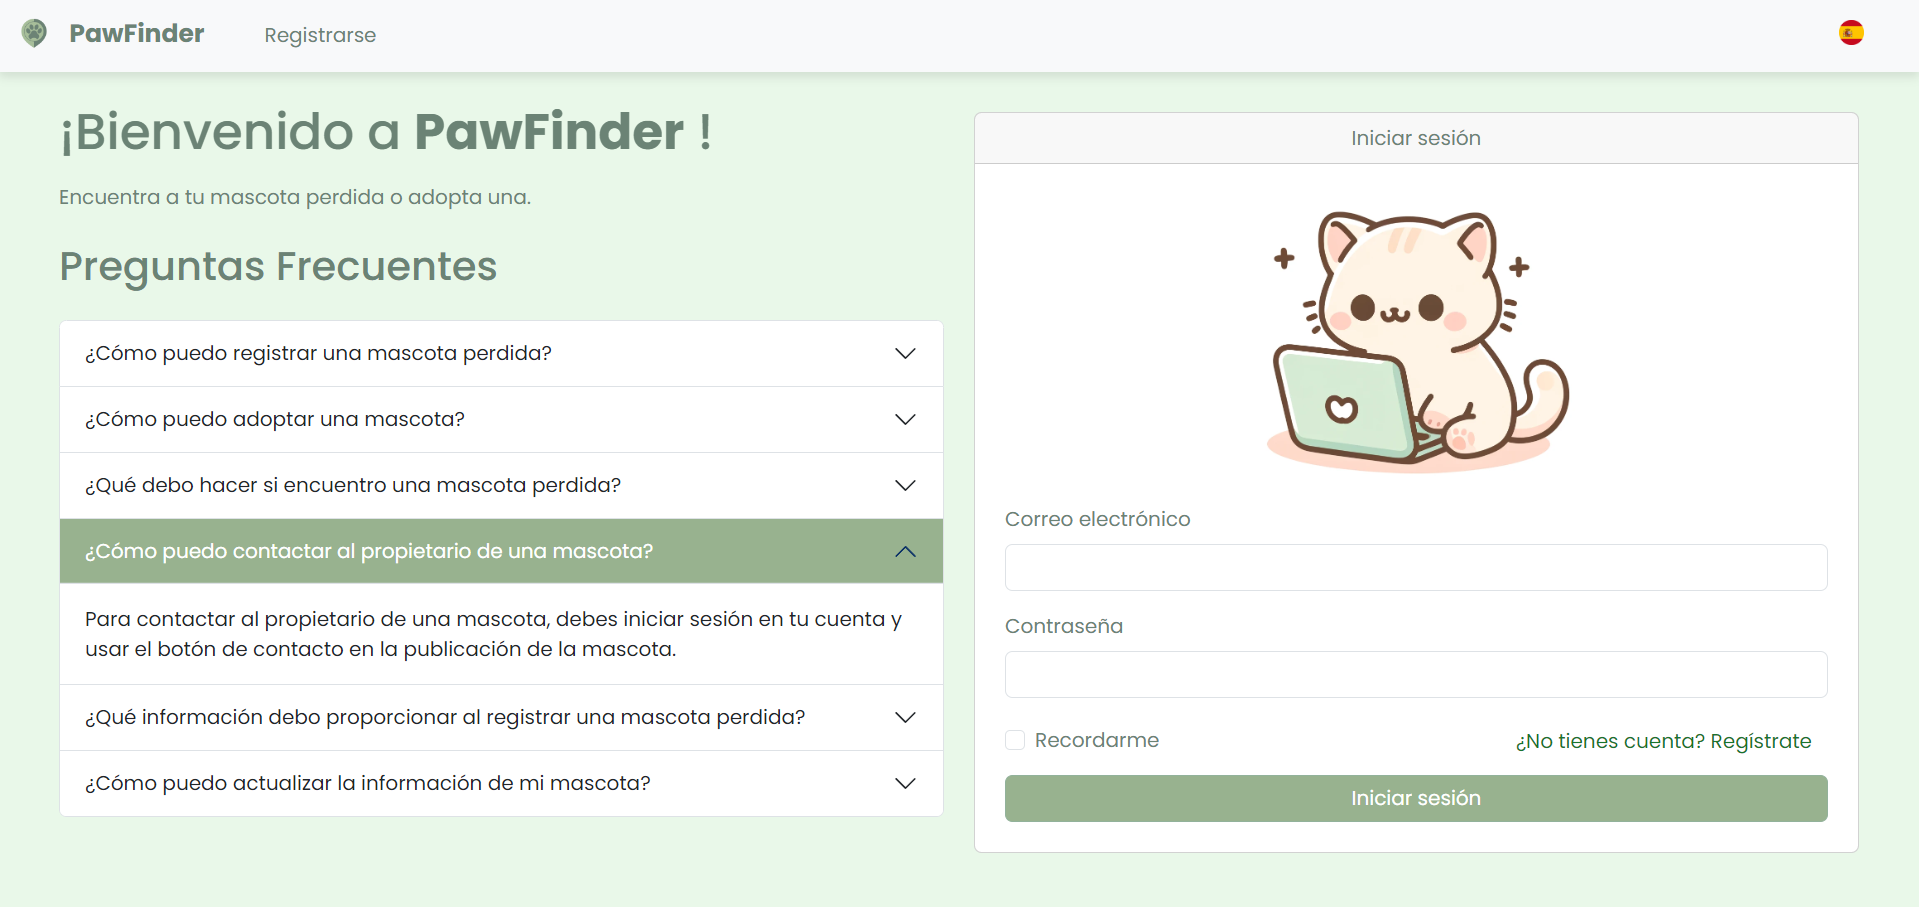 PawFinder
Registrarse
¡Bienvenido a PawFinder !
Encuentra a tu mascota perdida o adopta una.
Preguntas Frecuentes
¿Cómo puedo registrar una mascota perdida?
¿Cómo puedo adoptar una mascota?
¿Qué debo hacer si encuentro una mascota perdida?
¿Cómo puedo contactar al propietario de una mascota?
Para contactar al propietario de una mascota, debes iniciar sesión en tu cuenta y
usar el botón de contacto en la publicación de la mascota.
¿Qué información debo proporcionar al registrar una mascota perdida?
¿Cómo puedo actualizar la información de mi mascota?
Iniciar sesión
Correo electrónico
Contraseña
Recordarme
¿No tienes cuenta? Regístrate
Iniciar sesión